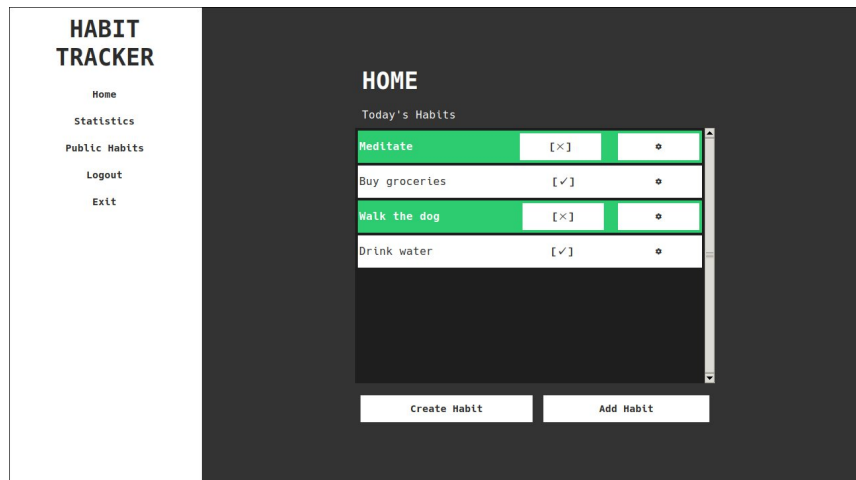 HABIT
TRACKER
Home
Statistics
Public Habits
Logout
Exit
HOME
Today's Habits
Meditate [×] ✡
Buy groceries [✓] ✡
Walk the dog [×] ✡
Drink water [✓] ✡
Create Habit Add Habit